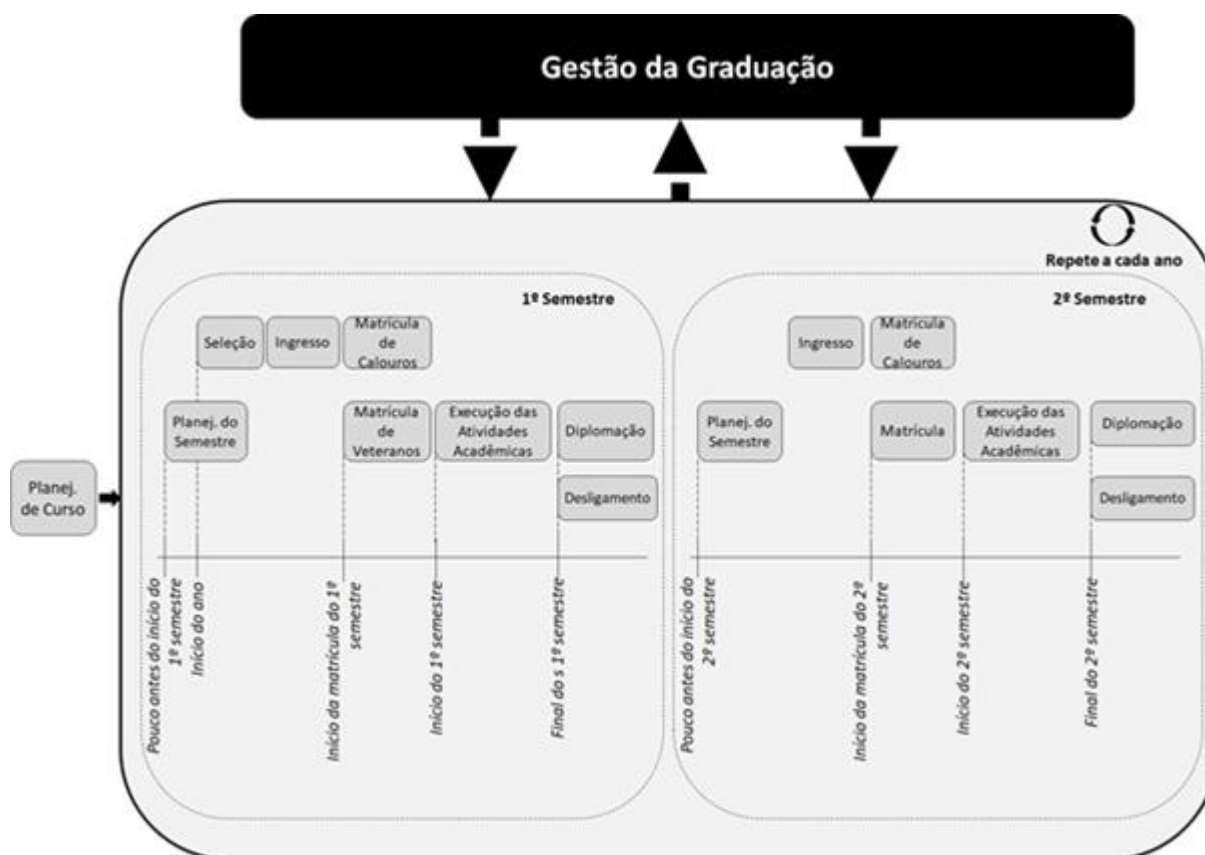 Gestão da Graduação
Repete a cada ano
1º Semestre
Seleção
Ingresso
Matrícula
de
Calouros
Planej. do
Semestre
Matrícula
de
Veteranos
Execução das
Atividades
Acadêmicas
Diplomação
Desligamento
2º Semestre
Ingresso
Matrícula
de
Calouros
Planej. do
Semestre
Matrícula
Execução das
Atividades
Acadêmicas
Diplomação
Desligamento
Planej.
de Curso
Pouco antes do início do
1º semestre
Início do ano
Início da matrícula do 1º
semestre
Início do 1º semestre
Final do s 1º semestre
Pouco antes do início do
2º semestre
Início da matrícula do 2º
semestre
Início do 2º semestre
Final do 2º semestre